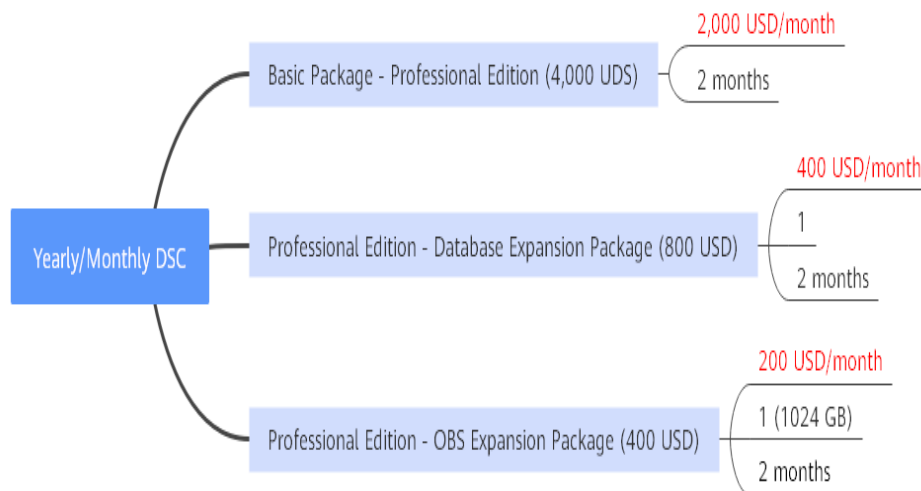 Yearly/Monthly DSC
Basic Package - Professional Edition (4,000 UDS)
2,000 USD/month
2 months
Professional Edition - Database Expansion Package (800 USD)
400 USD/month
1
2 months
Professional Edition - OBS Expansion Package (400 USD)
200 USD/month
1 (1024 GB)
2 months